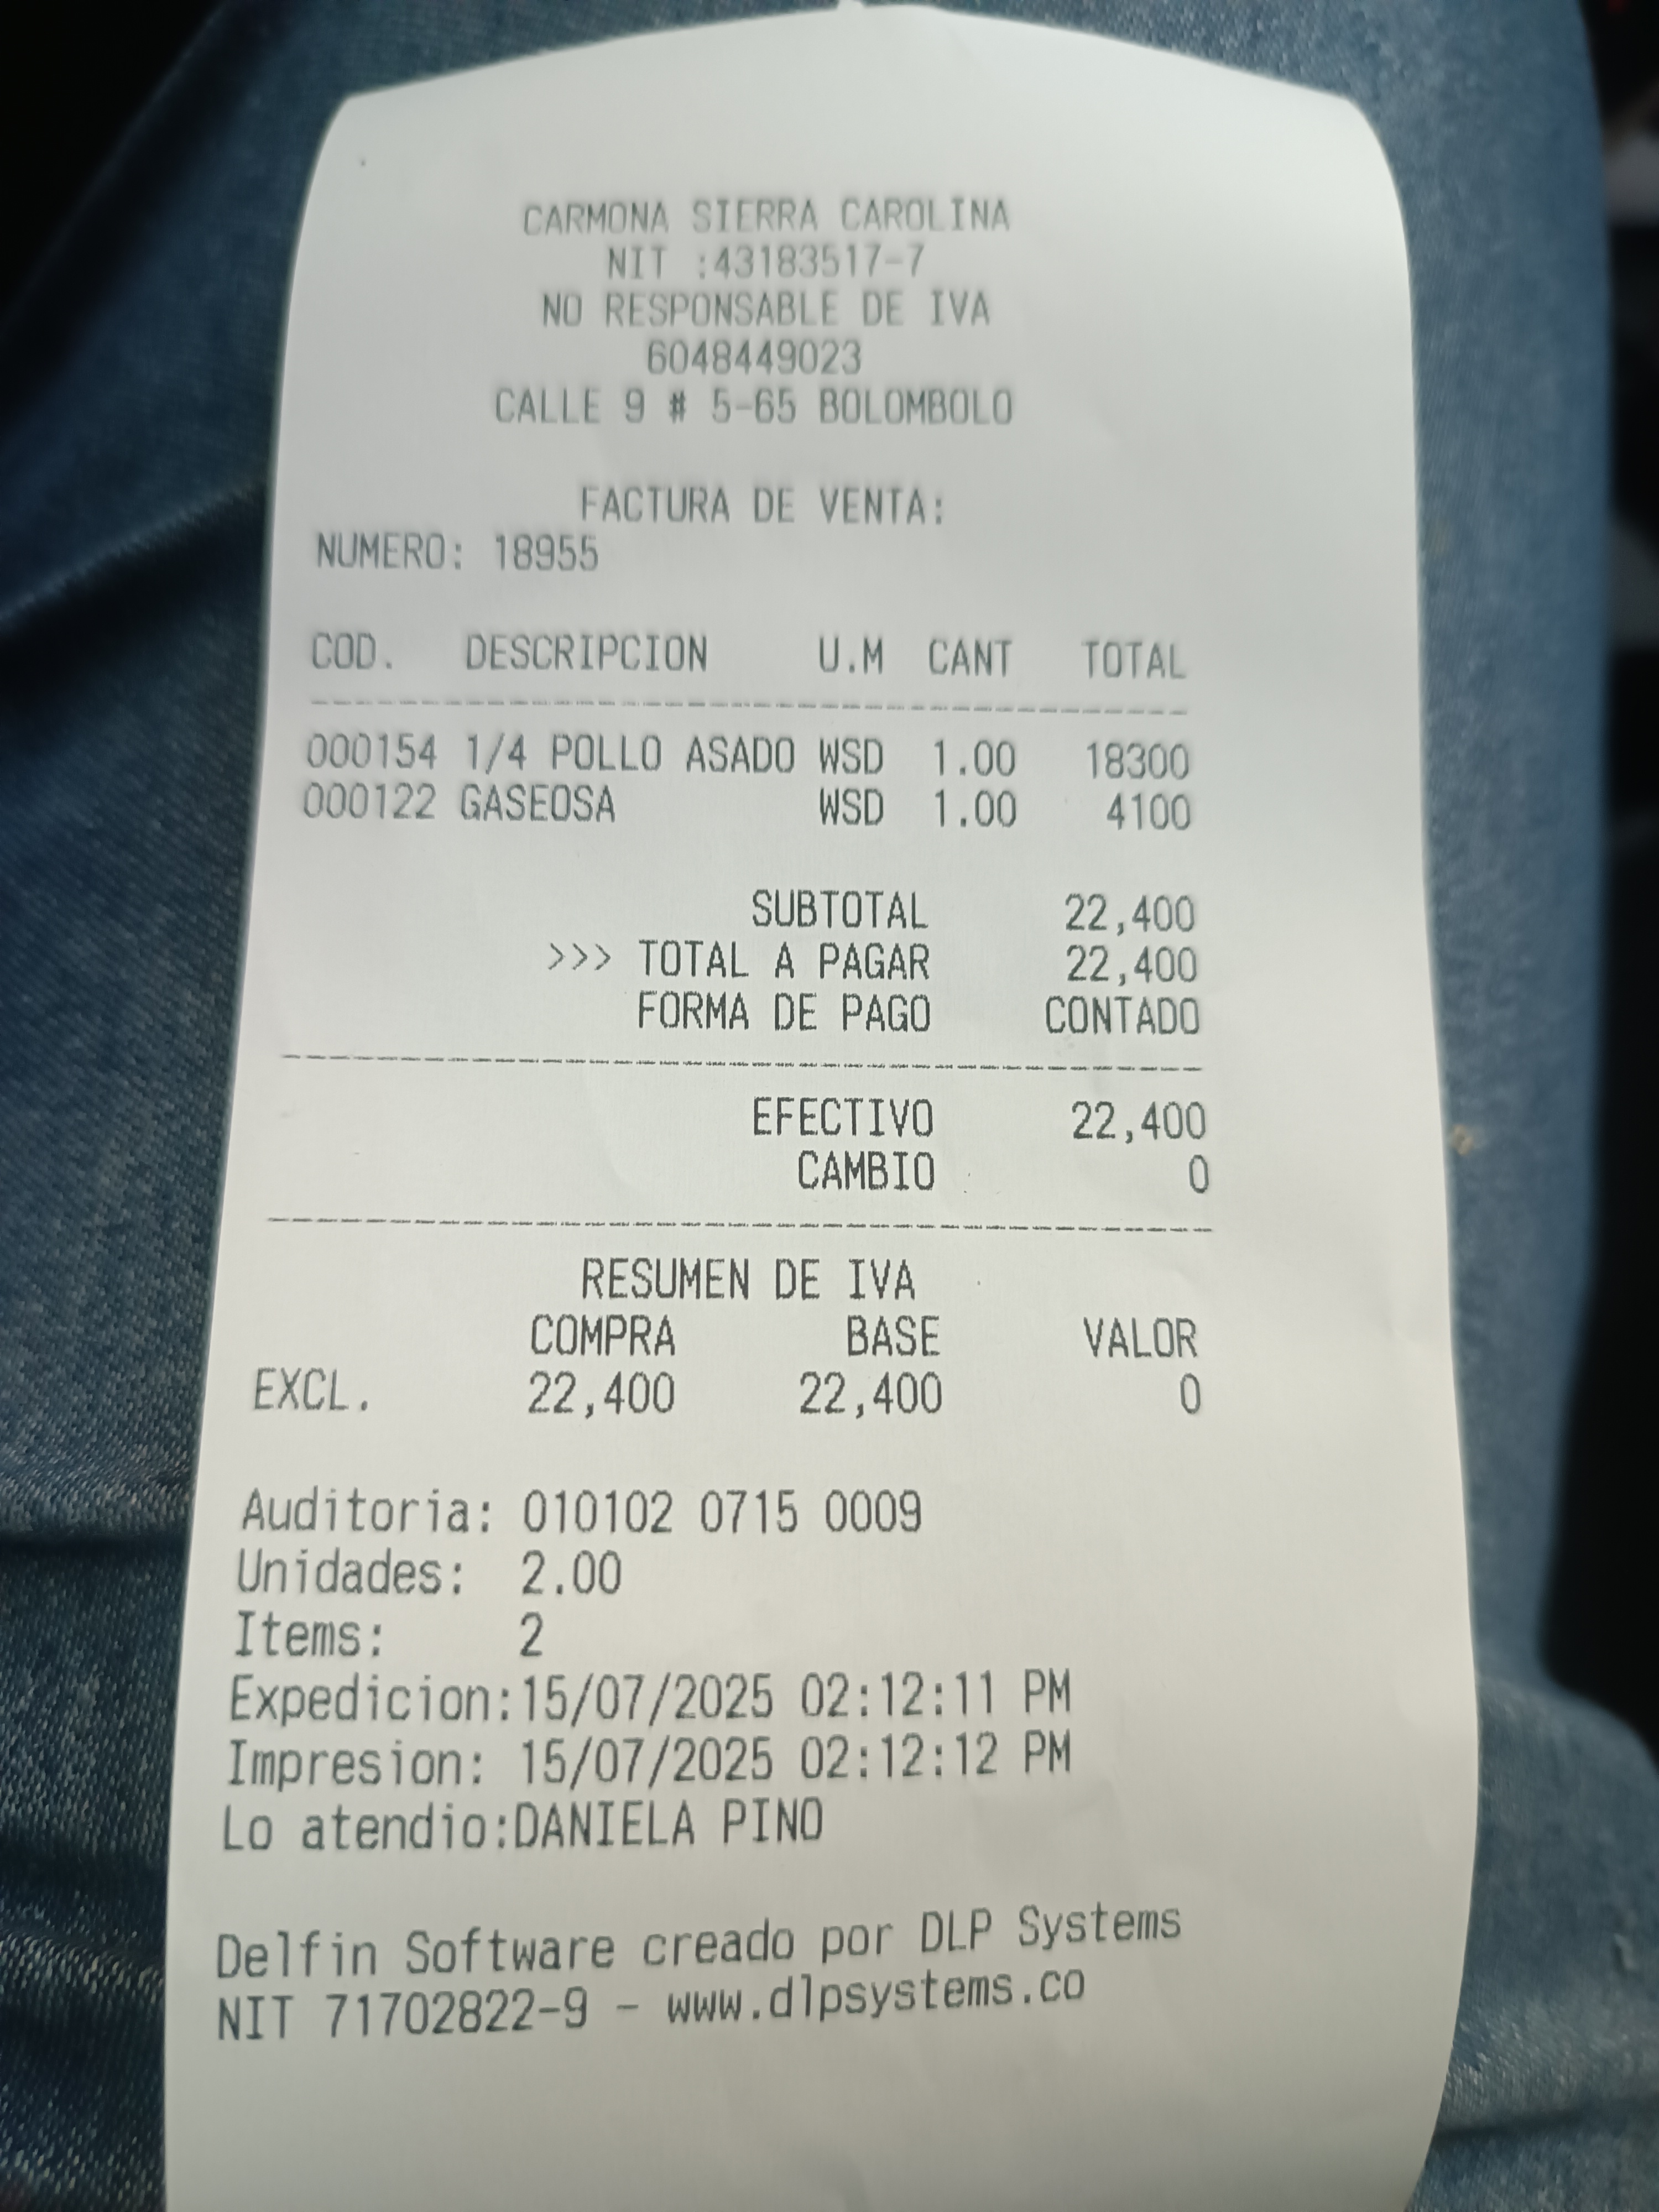 CARMONA SIERRA CAROLINA
NIT :43183517-7
NO RESPONSABLE DE IVA
6048449023
CALLE 9 # 5-65 BOLOMBOLO
FACTURA DE VENTA:
NUMERO: 18955
COD. DESCRIPCION U.M CANT TOTAL
000154 1/4 POLLO ASADO WSD 1.00 18300
000122 GASEOSA WSD 1.00 4100
SUBTOTAL 22,400
>>> TOTAL A PAGAR 22,400
FORMA DE PAGO CONTADO
EFECTIVO 22,400
CAMBIO 0
RESUMEN DE IVA
COMPRA BASE VALOR
EXCL. 22,400 22,400 0
Auditoria: 010102 0715 0009
Unidades: 2.00
Items: 2
Expedicion:15/07/2025 02:12:11 PM
Impresion: 15/07/2025 02:12:12 PM
Lo atendio:DANIELA PINO
Delfin Software creado por DLP Systems
NIT 71702822-9 - www.dlpsystems.co